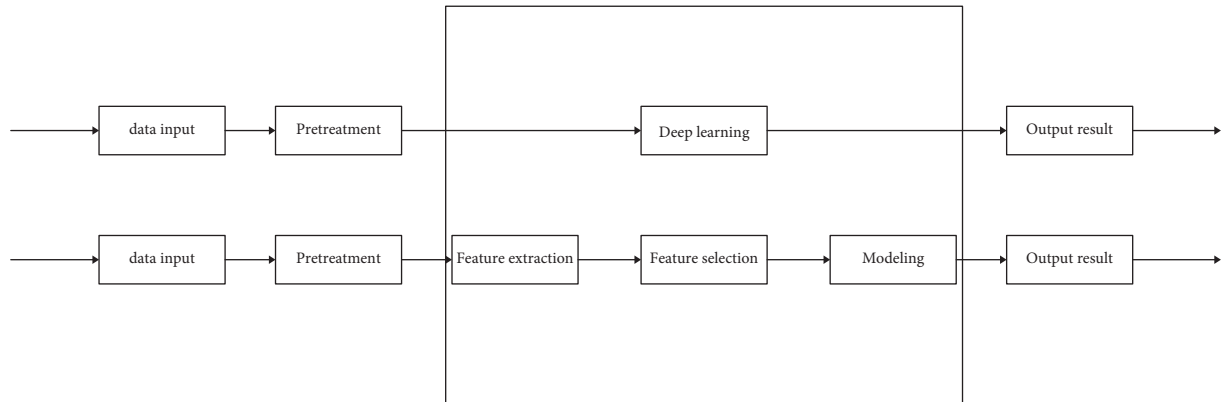 data input
Pretreatment
Deep learning
Output result
data input
Pretreatment
Feature extraction
Feature selection
Modeling
Output result